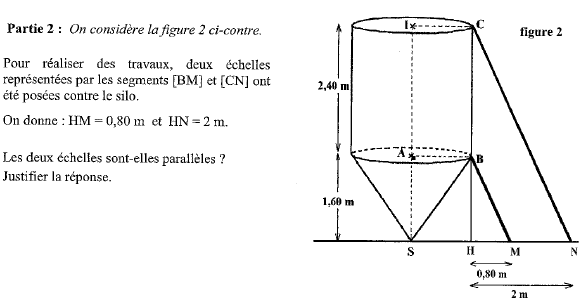 Partie 2 : On considère la figure 2 ci-contre.
Pour réaliser des travaux, deux échelles
représentées par les segments [BM] et [CN] ont
été posées contre le silo.
On donne : HM = 0,80 m et HN = 2 m.
Les deux échelles sont-elles parallèles ?
Justifier la réponse.
I C
figure 2
2,40 m
A B
1,60 m
S H M N
0,80 m
2 m